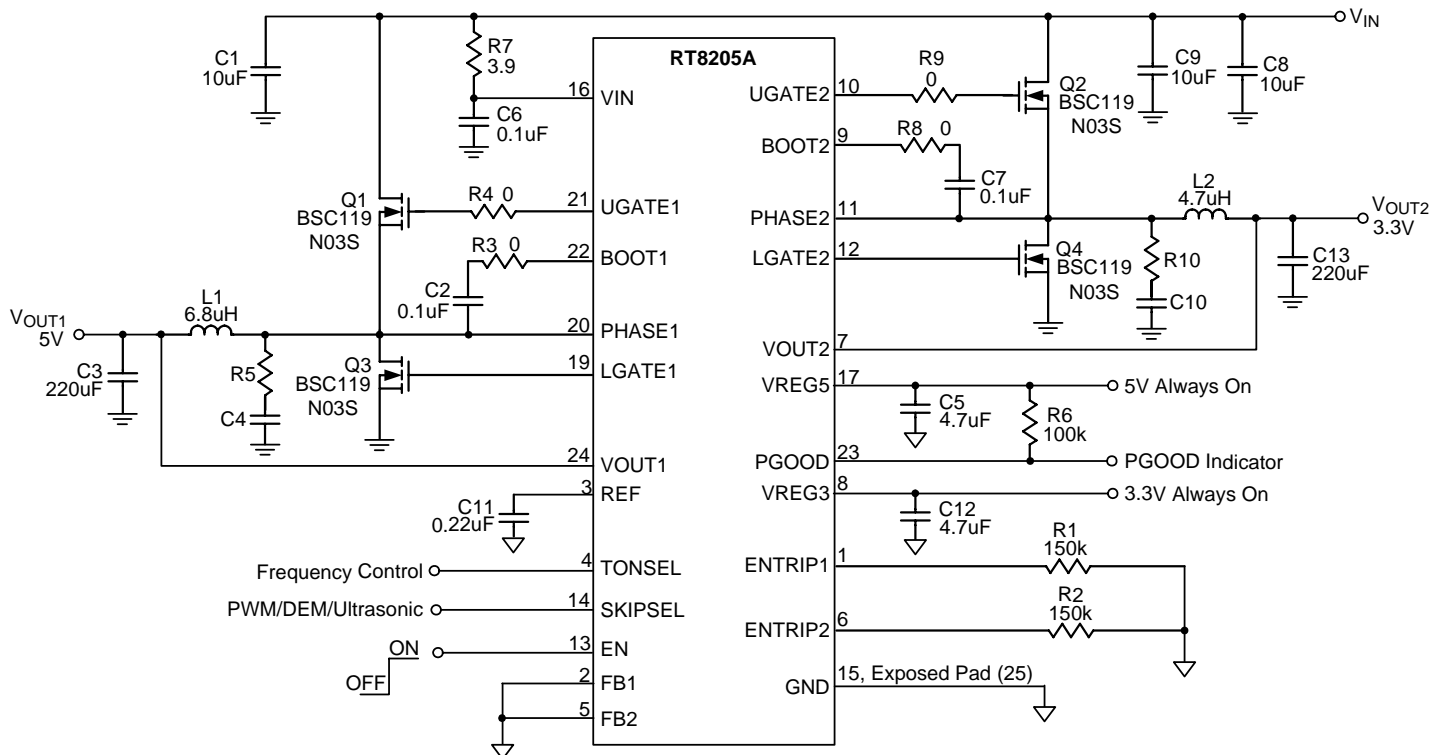 VIN
C1
10uF
R7
3.9
RT8205A
C9
10uF
C8
10uF
16
VIN
C6
0.1uF
UGATE2
10
R9
0
Q2
BSC119
N03S
BOOT2
9
R8 0
C7
0.1uF
Q1
BSC119
N03S
R4 0
21
UGATE1
PHASE2
11
L2
4.7uH
VOUT2
3.3V
R3 0
22
BOOT1
LGATE2
12
Q4
BSC119
N03S
R10
C10
C13
220uF
C2
0.1uF
VOUT1
5V
L1
6.8uH
20
PHASE1
VOUT2
7
C3
220uF
R5
C4
Q3
BSC119
N03S
19
LGATE1
VREG5
17
5V Always On
C5
4.7uF
R6
100k
24
VOUT1
PGOOD
23
PGOOD Indicator
3
REF
VREG3
8
3.3V Always On
C11
0.22uF
C12
4.7uF
Frequency Control
4
TONSEL
ENTRIP1
1
R1
150k
PWM/DEM/Ultrasonic
14
SKIPSEL
ENTRIP2
6
R2
150k
ON
OFF
13
EN
2
FB1
GND
15, Exposed Pad (25)
5
FB2